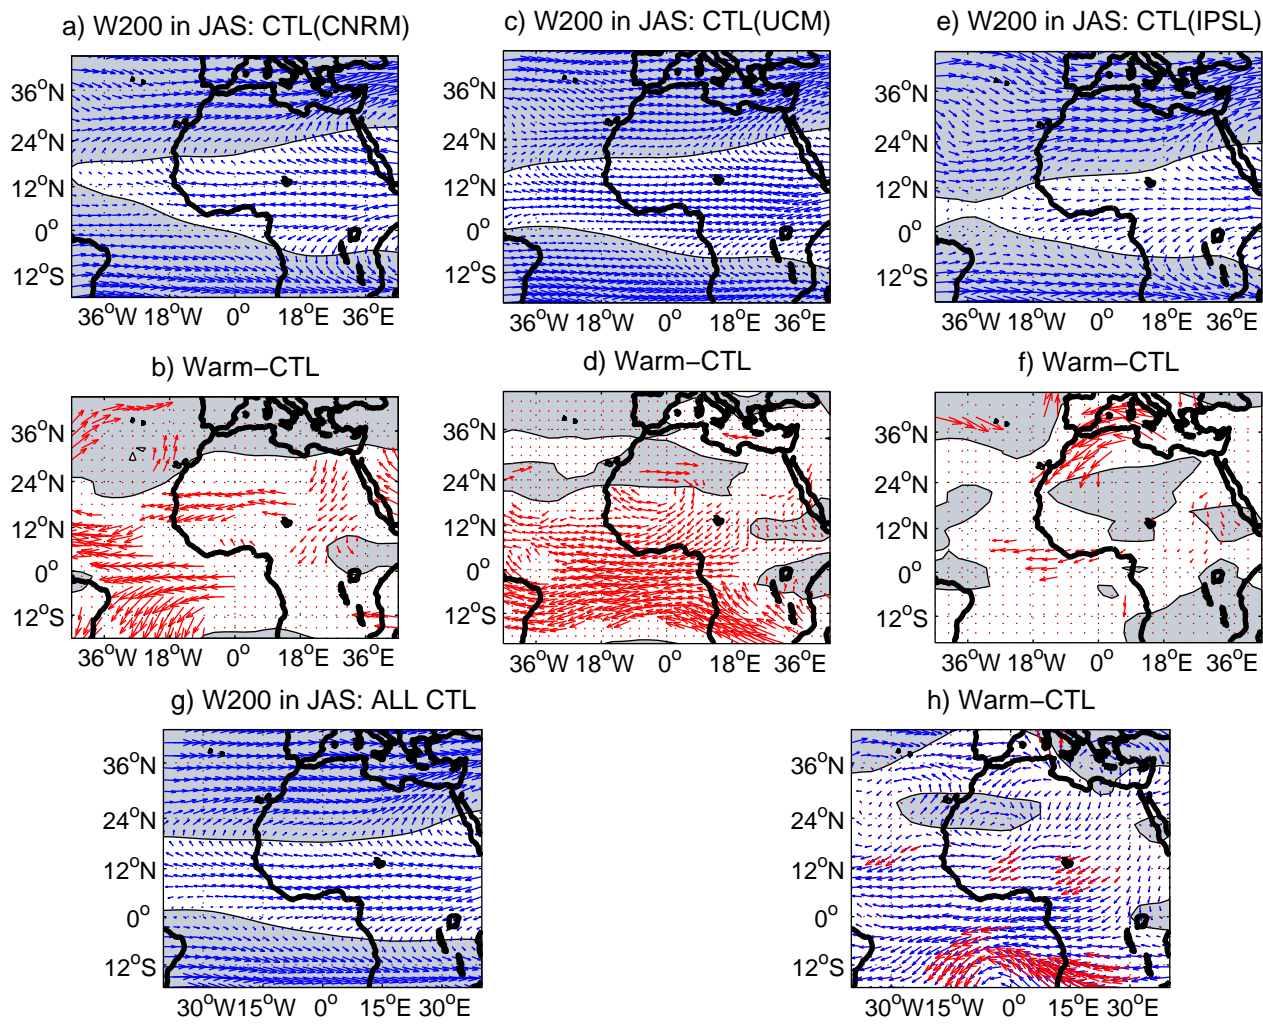 a) W200 in JAS: CTL(CNRM)
c) W200 in JAS: CTL(UCM)
e) W200 in JAS: CTL(IPSL)
36°N
24°N
12°N
0°
12°S
36°W 18°W 0° 18°E 36°E
36°N
24°N
12°N
0°
12°S
36°W 18°W 0° 18°E 36°E
36°N
24°N
12°N
0°
12°S
36°W 18°W 0° 18°E 36°E
b) Warm−CTL
d) Warm−CTL
f) Warm−CTL
36°N
24°N
12°N
0°
12°S
36°W 18°W 0° 18°E 36°E
36°N
24°N
12°N
0°
12°S
36°W 18°W 0° 18°E 36°E
36°N
24°N
12°N
0°
12°S
36°W 18°W 0° 18°E 36°E
g) W200 in JAS: ALL CTL
h) Warm−CTL
36°N
24°N
12°N
0°
12°S
30°W 15°W 0° 15°E 30°E
36°N
24°N
12°N
0°
12°S
30°W 15°W 0° 15°E 30°E